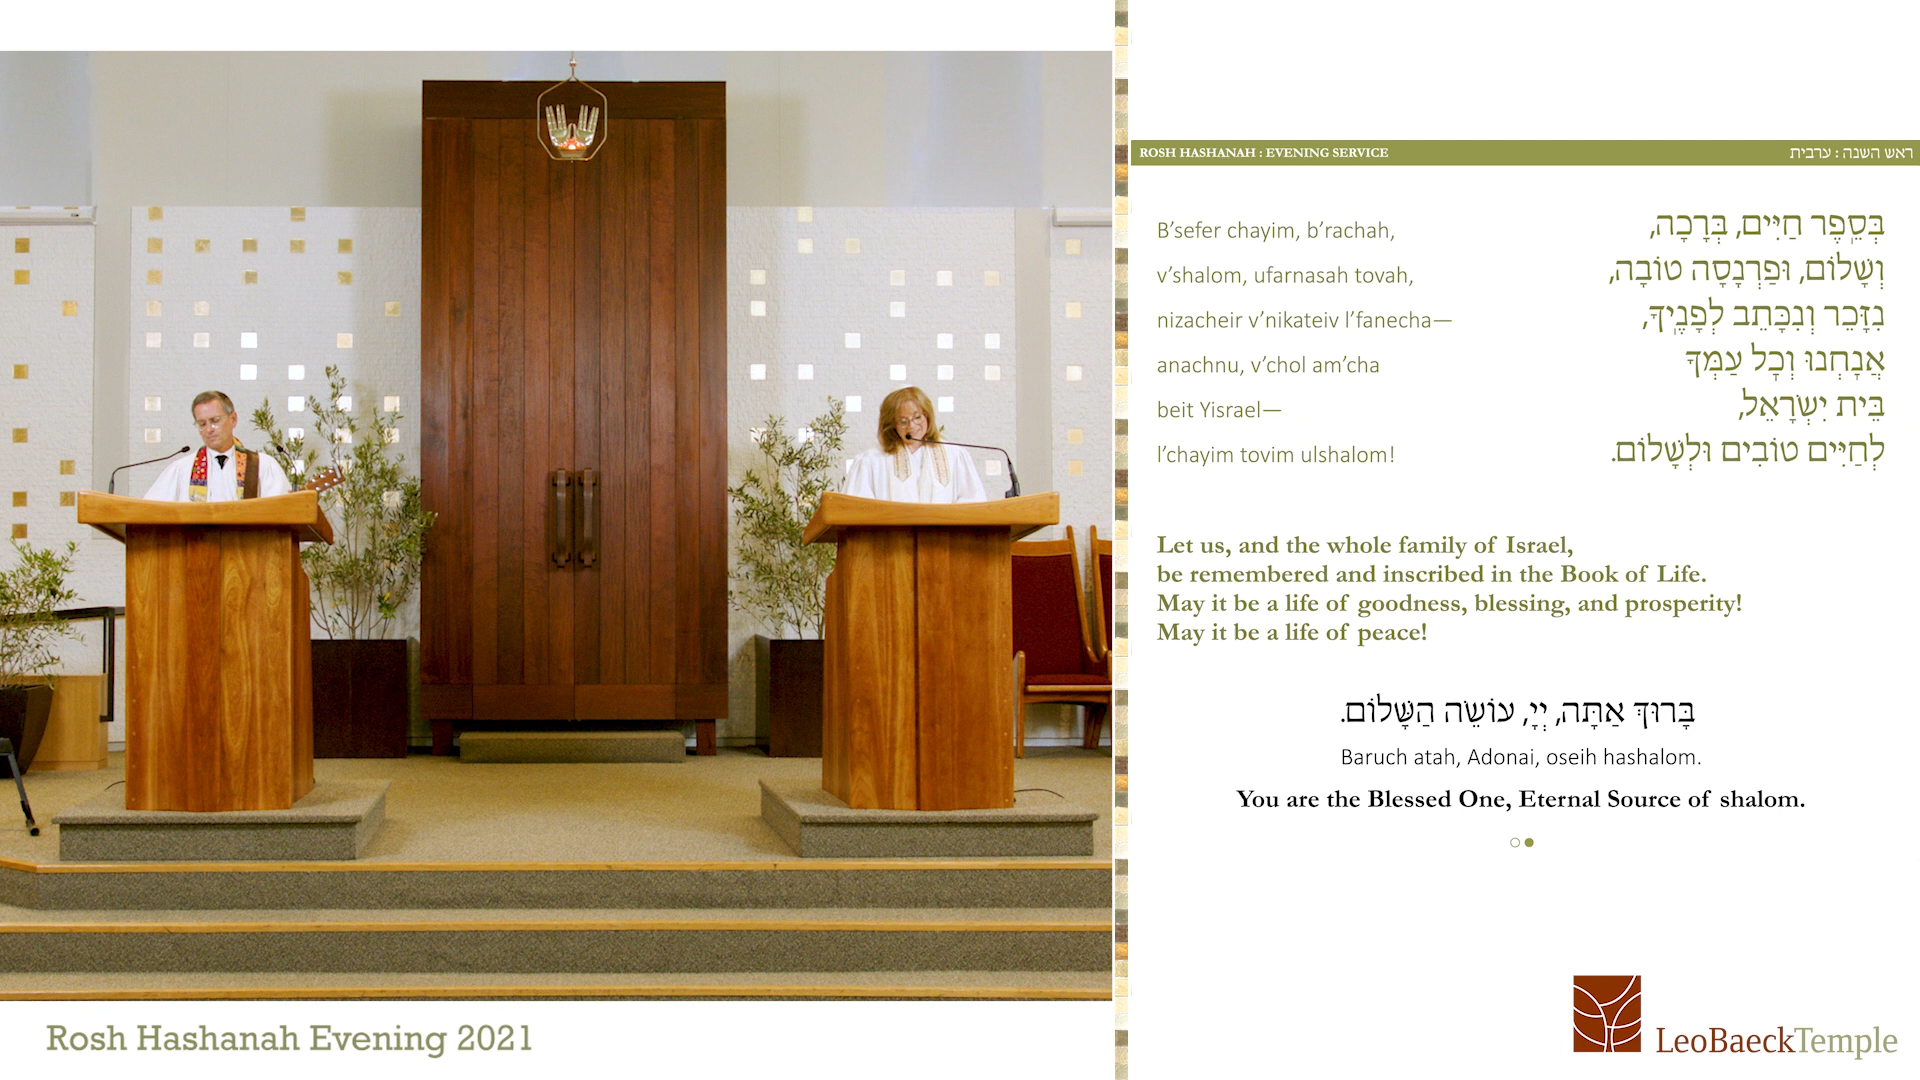 ROSH HASHANAH : EVENING SERVICE
ראש השנה : ערבית
B’sefer chayim, b’rachah,
v’shalom, ufarnasah tovah,
nizacheir v’nikateiv l’fanecha—
anachnu, v’chol am’cha
beit Yisrael—
l’chayim tovim ulshalom!
בְּסֵֽפֶר חַיִּים, בְּרָכָה,
וְשָׁלוֹם, וּפַרְנָסָה טוֹבָה,
נִזָּכֵר וְנִכָּתֵב לְפָנֶֽיךָ,
אֲנַֽחְנוּ וְכָל עַמְּךָ
בֵּית יִשְׂרָאֵל,
לְחַיִּים טוֹבִים וּלְשָׁלוֹם.
Let us, and the whole family of Israel,
be remembered and inscribed in the Book of Life.
May it be a life of goodness, blessing, and prosperity!
May it be a life of peace!
בָּרוּךְ אַתָּה, יְיָ, עוֹשֵׂה הַשָּׁלוֹם.
Baruch atah, Adonai, oseih hashalom.
You are the Blessed One, Eternal Source of shalom.
Rosh Hashanah Evening 2021
LeoBaeckTemple